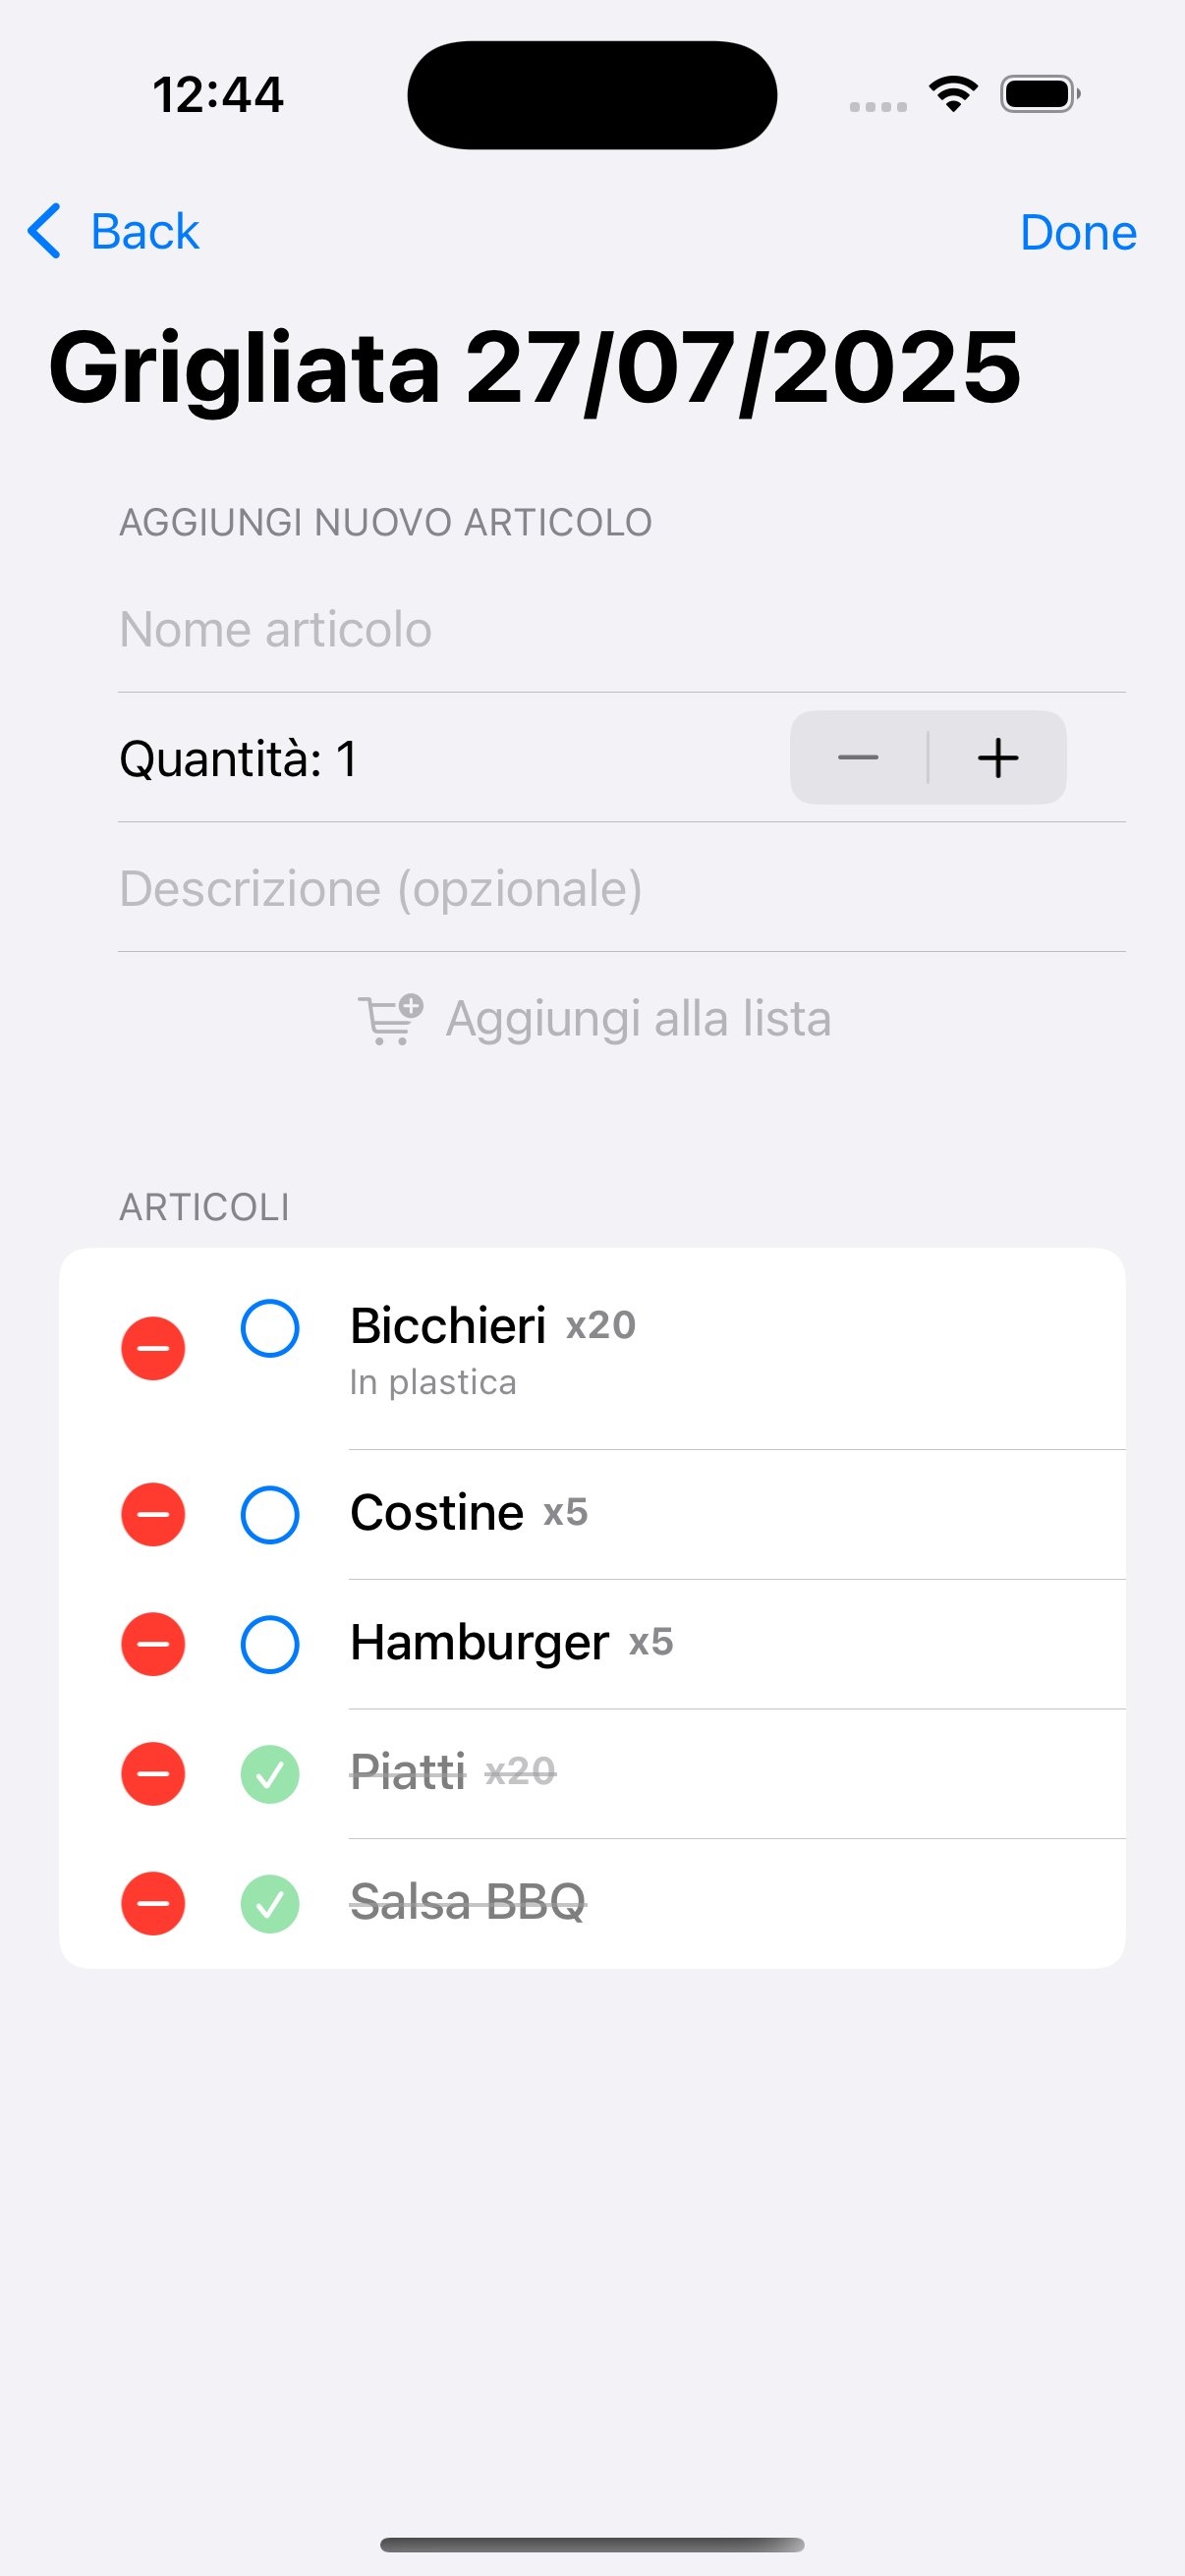 12:44
Back
Done
Grigliata 27/07/2025
AGGIUNGI NUOVO ARTICOLO
Nome articolo
Quantità: 1
Descrizione (opzionale)
Aggiungi alla lista
ARTICOLI
Bicchieri x20
In plastica
Costine x5
Hamburger x5
Piatti x20
Salsa BBQ